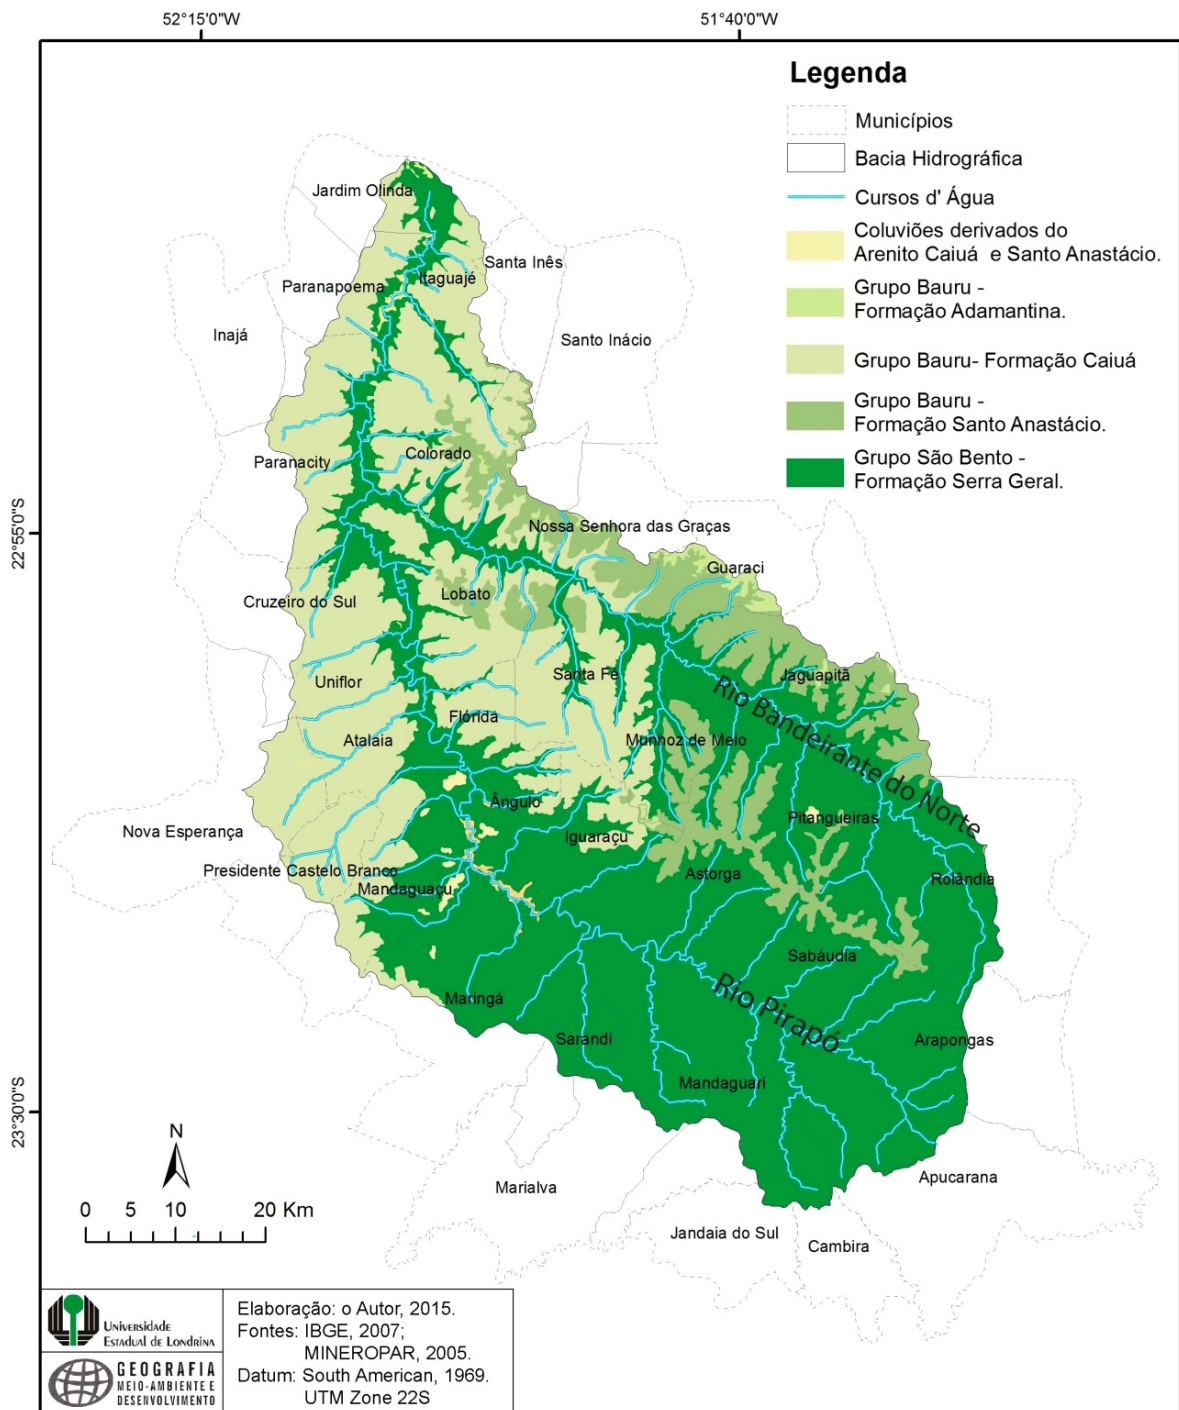 52°15'0"W
51°40'0"W
Legenda
Municípios
Bacia Hidrográfica
Cursos d' Água
Coluviões derivados do
Arenito Caiuá e Santo Anastácio.
Grupo Bauru -
Formação Adamantina.
Grupo Bauru- Formação Caiuá
Grupo Bauru -
Formação Santo Anastácio.
Grupo São Bento -
Formação Serra Geral.
Jardim Olinda
Santa Inês
Itaguajé
Paranapoema
Inajá
Santo Inácio
Colorado
Paranacity
22°55'0"S
Nossa Senhora das Graças
Guaraci
Lobato
Cruzeiro do Sul
Santa Fé
Jaguapitã
Uniflor
Rio Bandeirante do Norte
Flórida
Atalaia
Munhoz de Melo
Ângulo
Pitangueiras
Nova Esperança
Iguaraçu
Presidente Castelo Branco
Astorga
Rolândia
Mandaguaçu
Sabáudia
Rio Pirapó
Maringá
Sarandi
Arapongas
Mandaguari
23°30'0"S
N
Marialva
Apucarana
0 5 10 20 Km
Jandaia do Sul
Cambira
Universidade
Estadual de Londrina
GEOGRAFIA
MEIO-AMBIENTE E
DESENVOLVIMENTO
Elaboração: o Autor, 2015.
Fontes: IBGE, 2007;
MINEROPAR, 2005.
Datum: South American, 1969.
UTM Zone 22S